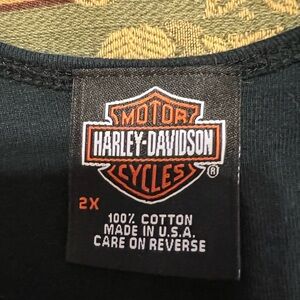 MOTOR
HARLEY-DAVIDSON
CYCLES ®
2X
100% COTTON
MADE IN U.S.A.
CARE ON REVERSE